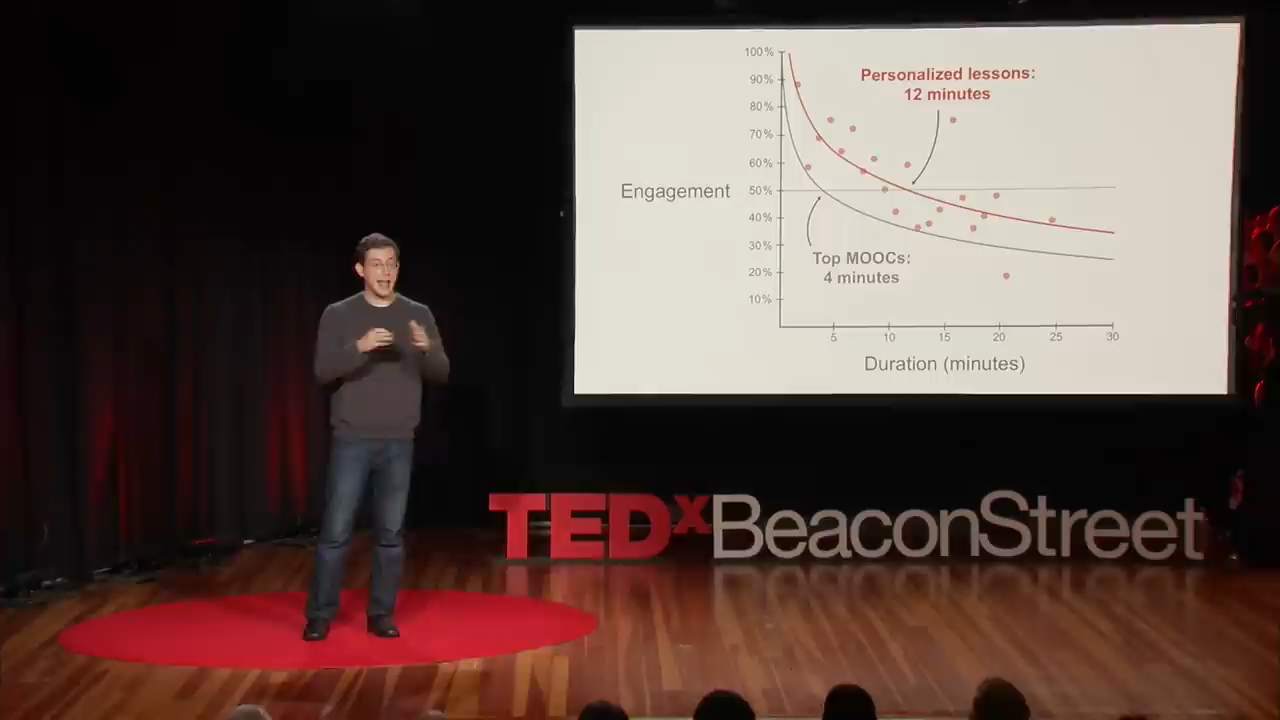 100%
90%
80%
70%
60%
50%
40%
30%
20%
10%
Engagement
Personalized lessons:
12 minutes
Top MOOCs:
4 minutes
5 10 15 20 25 30
Duration (minutes)
TEDxBeaconStreet